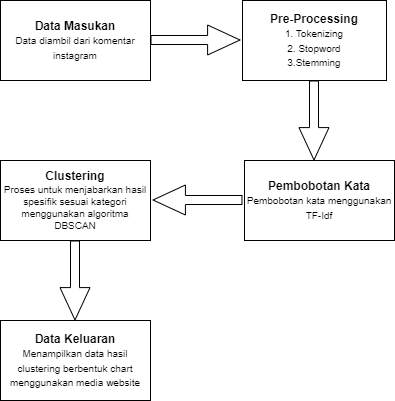 Data Masukan
Data diambil dari komentar
instagram
Pre-Processing
1. Tokenizing
2. Stopword
3.Stemming
Clustering
Proses untuk menjabarkan hasil
spesifik sesuai kategori
menggunakan algoritma
DBSCAN
Pembobotan Kata
Pembobotan kata menggunakan
TF-Idf
Data Keluaran
Menampilkan data hasil
clustering berbentuk chart
menggunakan media website